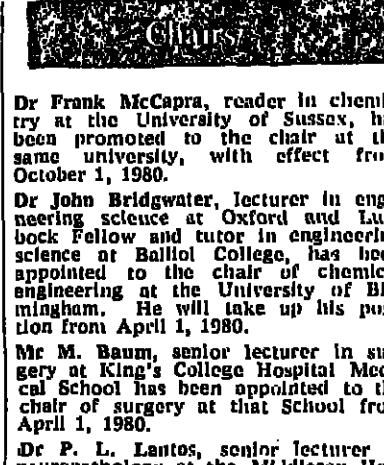 Chairs
Dr Frank McCapra, reader in chemi
try at the University of Sussex, h
been promoted to the chair at th
same university, with effect fro
October 1, 1980.
Dr John Bridgwater, lecturer in eng
neering science at Oxford and Lu
bock Fellow and tutor in engineerin
science at Balliol College, has bee
appointed to the chair of chemic
engineering at the University of Bi
mingham. He will take up his pos
tion from April 1, 1980.
Mr M. Baum, senior lecturer in su
gery at King's College Hospital Med
cal School has been appointed to th
chair of surgery at that School fro
April 1, 1980.
Dr P. L. Lantos, senior lecturer
neuropathology at the Middlesex